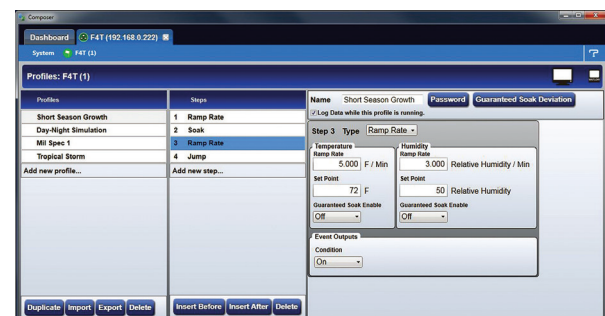 Composer
Dashboard F4T (192.168.0.222)
System F4T (1)
Profiles: F4T (1)
Profiles
Short Season Growth
Day-Night Simulation
Mil Spec 1
Tropical Storm
Add new profile...
Duplicate Import Export Delete
Steps
1 Ramp Rate
2 Soak
3 Ramp Rate
4 Jump
Add new step...
Insert Before Insert After Delete
Name Short Season Growth Password Guaranteed Soak Deviation
Log Data while this profile is running.
Step 3 Type Ramp Rate
Temperature
Ramp Rate
5.000 F / Min
Set Point
72 F
Guaranteed Soak Enable
Off
Humidity
Ramp Rate
3.000 Relative Humidity / Min
Set Point
50 Relative Humidity
Guaranteed Soak Enable
Off
Event Outputs
Condition
On